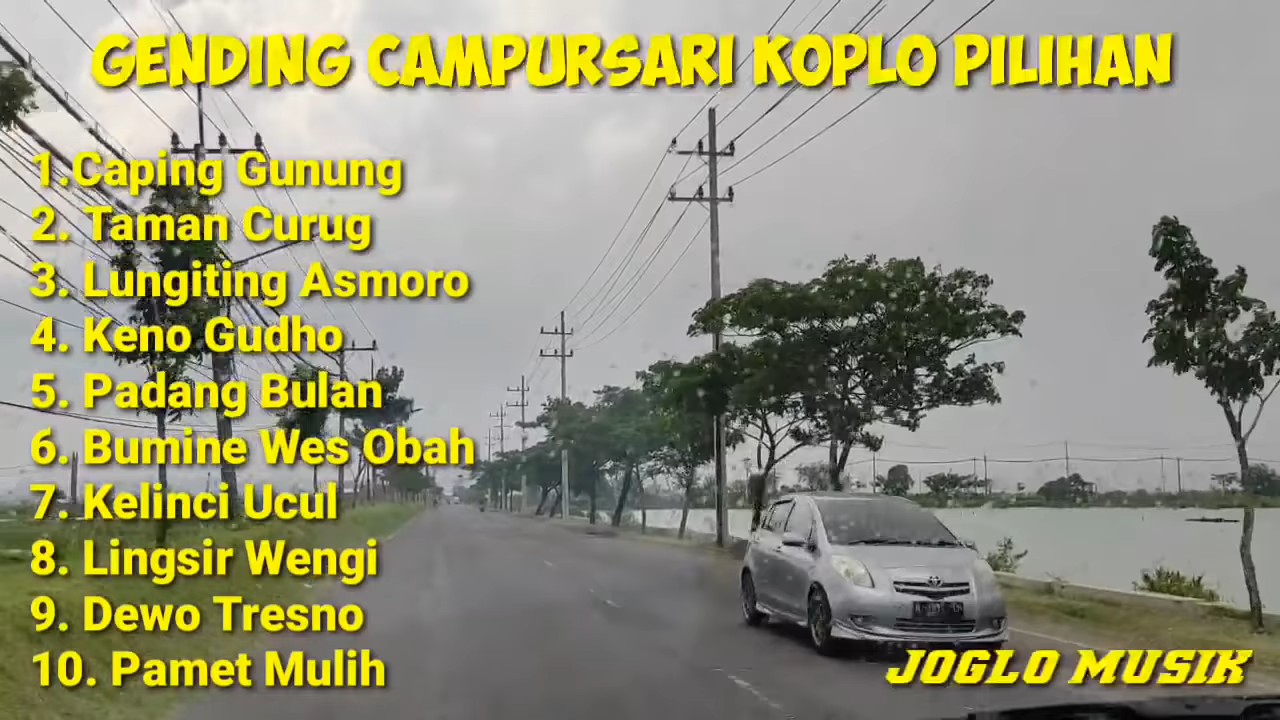 GENDING CAMPURSARI KOPLO PILIHAN
1.Caping Gunung
2. Taman Curug
3. Lungiting Asmoro
4. Keno Gudho
5. Padang Bulan
6. Bumine Wes Obah
7. Kelinci Ucul
8. Lingsir Wengi
9. Dewo Tresno
10. Pamet Mulih
JOGLO MUSIK